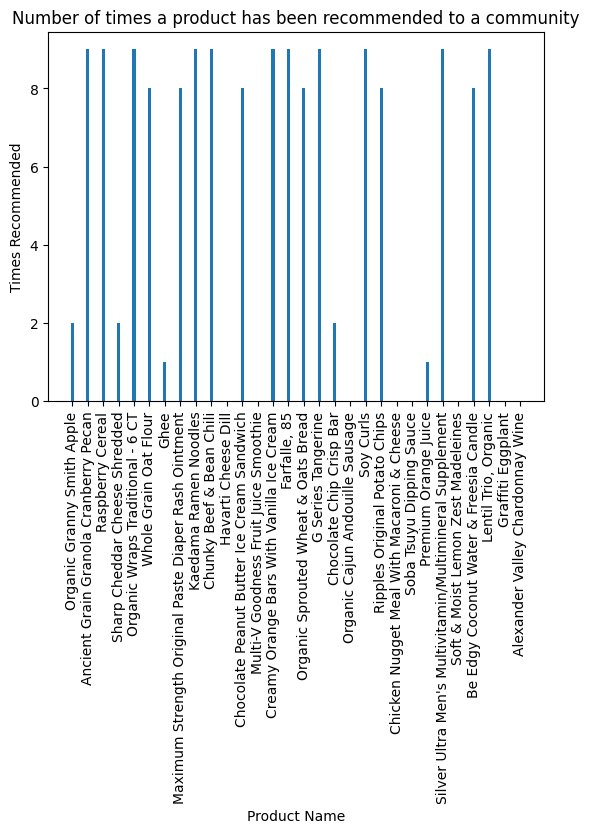 Number of times a product has been recommended to a community
Times Recommended
8
6
4
2
0
Organic Granny Smith Apple
Ancient Grain Granola Cranberry Pecan
Raspberry Cereal
Sharp Cheddar Cheese Shredded
Organic Wraps Traditional - 6 CT
Whole Grain Oat Flour
Ghee
Maximum Strength Original Paste Diaper Rash Ointment
Kaedama Ramen Noodles
Chunky Beef & Bean Chili
Havarti Cheese Dill
Chocolate Peanut Butter Ice Cream Sandwich
Multi-V Goodness Fruit Juice Smoothie
Creamy Orange Bars With Vanilla Ice Cream
Farfalle, 85
Organic Sprouted Wheat & Oats Bread
G Series Tangerine
Chocolate Chip Crisp Bar
Organic Cajun Andouille Sausage
Soy Curls
Ripples Original Potato Chips
Chicken Nugget Meal With Macaroni & Cheese
Soba Tsuyu Dipping Sauce
Premium Orange Juice
Silver Ultra Men's Multivitamin/Multimineral Supplement
Soft & Moist Lemon Zest Madeleines
Be Edgy Coconut Water & Freesia Candle
Lentil Trio, Organic
Graffiti Eggplant
Alexander Valley Chardonnay Wine
Product Name